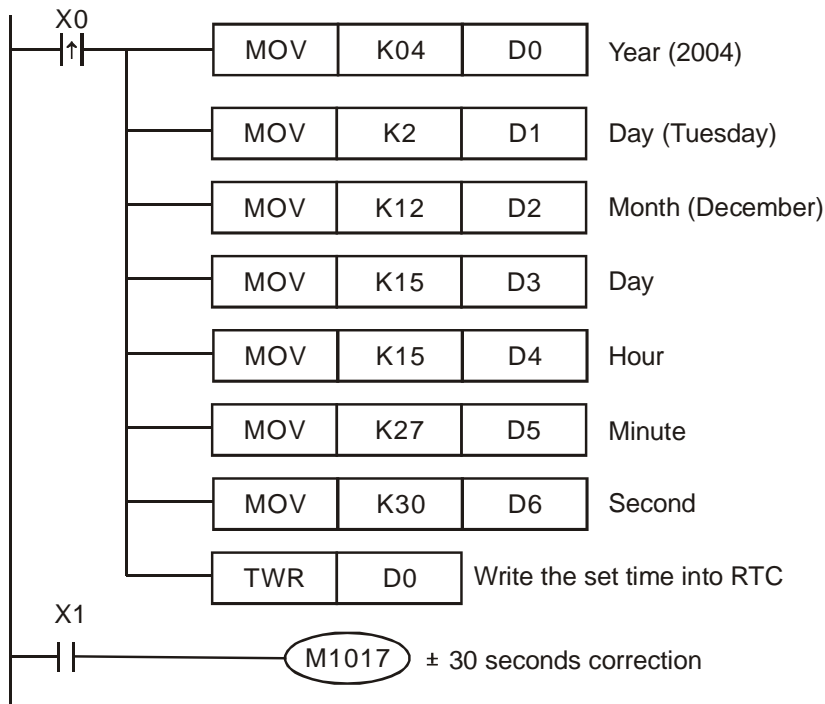 X0
MOV K04 D0 Year (2004)
MOV K2 D1 Day (Tuesday)
MOV K12 D2 Month (December)
MOV K15 D3 Day
MOV K15 D4 Hour
MOV K27 D5 Minute
MOV K30 D6 Second
TWR D0 Write the set time into RTC
X1
M1017 ± 30 seconds correction